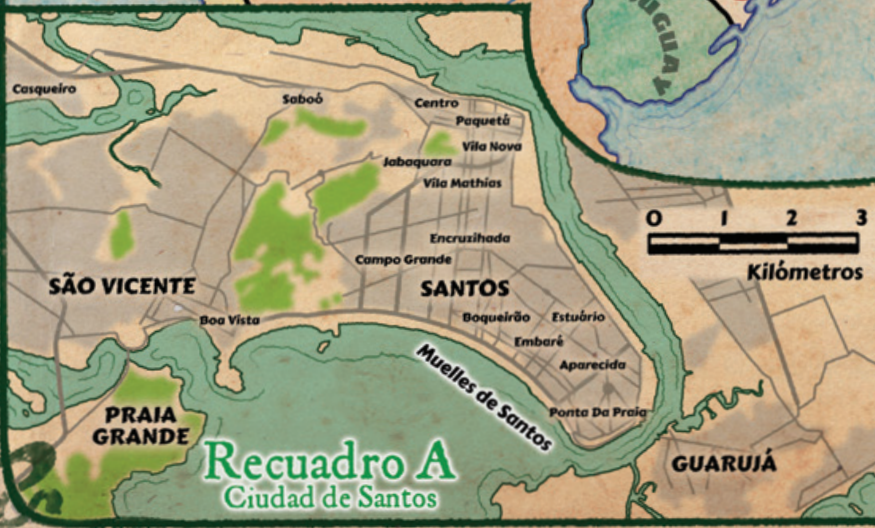 UGUAY
Casqueiro
Saboó
Centro
Paquetá
Vila Nova
Jabaquara
Vila Mathias
Encruzihada
Campo Grande
SÃO VICENTE
SANTOS
Boa Vista
Boqueirão
Estuário
Embaré
Aparecida
Ponta Da Praia
Muelles de Santos
PRAIA
GRANDE
GUARUJÁ
0 1 2 3
Kilómetros
Recuadro A
Ciudad de Santos